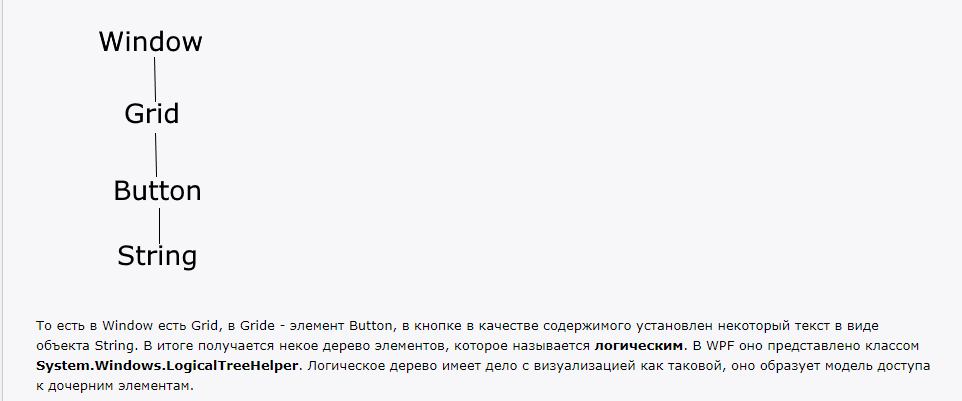 Window
Grid
Button
String
То есть в Window есть Grid, в Gride - элемент Button, в кнопке в качестве содержимого установлен некоторый текст в виде
объекта String. В итоге получается некое дерево элементов, которое называется логическим. В WPF оно представлено классом
System.Windows.LogicalTreeHelper. Логическое дерево имеет дело с визуализацией как таковой, оно образует модель доступа
к дочерним элементам.